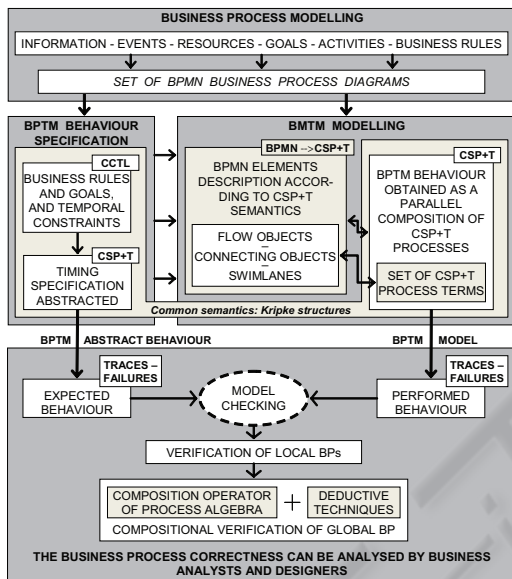 BUSINESS PROCESS MODELLING
INFORMATION - EVENTS - RESOURCES - GOALS - ACTIVITIES - BUSINESS RULES
SET OF BPMN BUSINESS PROCESS DIAGRAMS
BPTM BEHAVIOUR
SPECIFICATION
CCTL
BUSINESS RULES
AND GOALS,
AND TEMPORAL
CONSTRAINTS
CSP+T
TIMING
SPECIFICATION
ABSTRACTED
BMTM MODELLING
BPMN -->CSP+T
BPMN ELEMENTS
DESCRIPTION ACCOR-
DING TO CSP+T
SEMANTICS
FLOW OBJECTS
–
CONNECTING OBJECTS
–
SWIMLANES
CSP+T
BPTM BEHAVIOUR
OBTAINED AS A
PARALLEL
COMPOSITION OF
CSP+T
PROCESSES
SET OF CSP+T
PROCESS TERMS
Common semantics: Kripke structures
BPTM ABSTRACT BEHAVIOUR
BPTM MODEL
TRACES –
FAILURES
EXPECTED
BEHAVIOUR
MODEL
CHECKING
TRACES –
FAILURES
PERFORMED
BEHAVIOUR
VERIFICATION OF LOCAL BPs
COMPOSITION OPERATOR
OF PROCESS ALGEBRA
+
DEDUCTIVE
TECHNIQUES
COMPOSITIONAL VERIFICATION OF GLOBAL BP
THE BUSINESS PROCESS CORRECTNESS CAN BE ANALYSED BY BUSINESS
ANALYSTS AND DESIGNERS